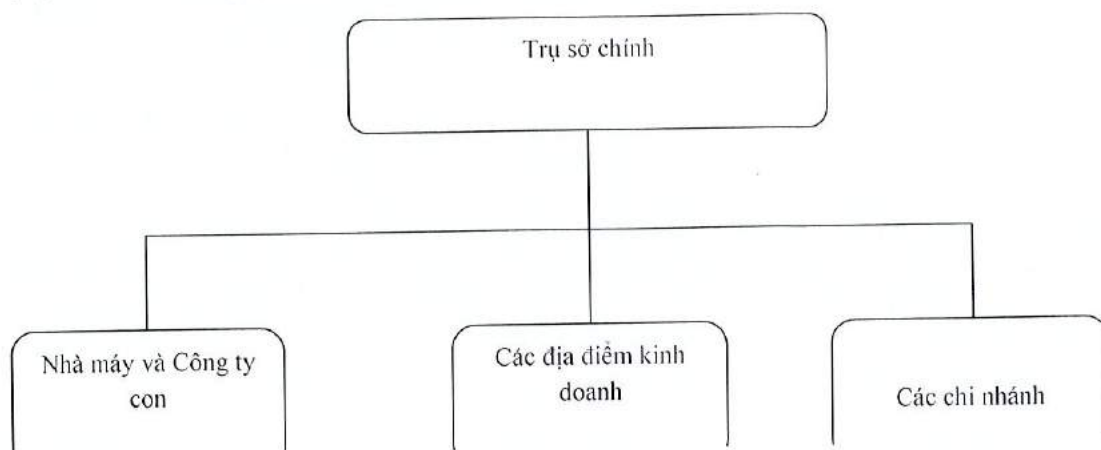 Trụ sở chính
Nhà máy và Công ty
con
Các địa điểm kinh
doanh
Các chi nhánh